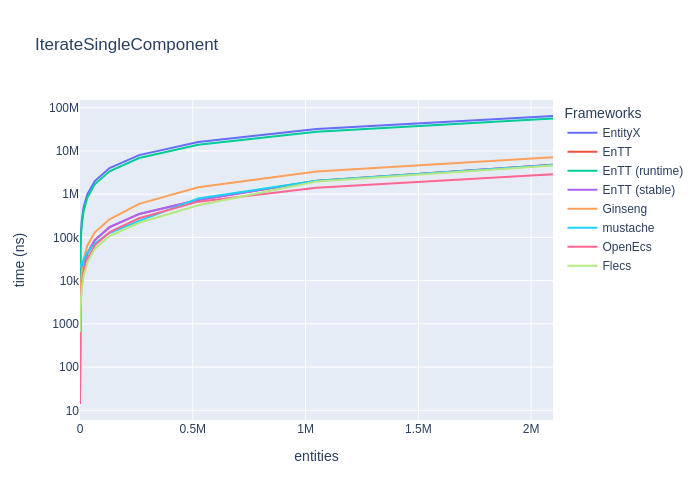 IterateSingleComponent
Frameworks
EntityX
EnTT
EnTT (runtime)
EnTT (stable)
Ginseng
mustache
OpenEcs
Flecs
time (ns)
100M
10M
1M
100k
10k
1000
100
10
0
0.5M
1M
1.5M
2M
entities